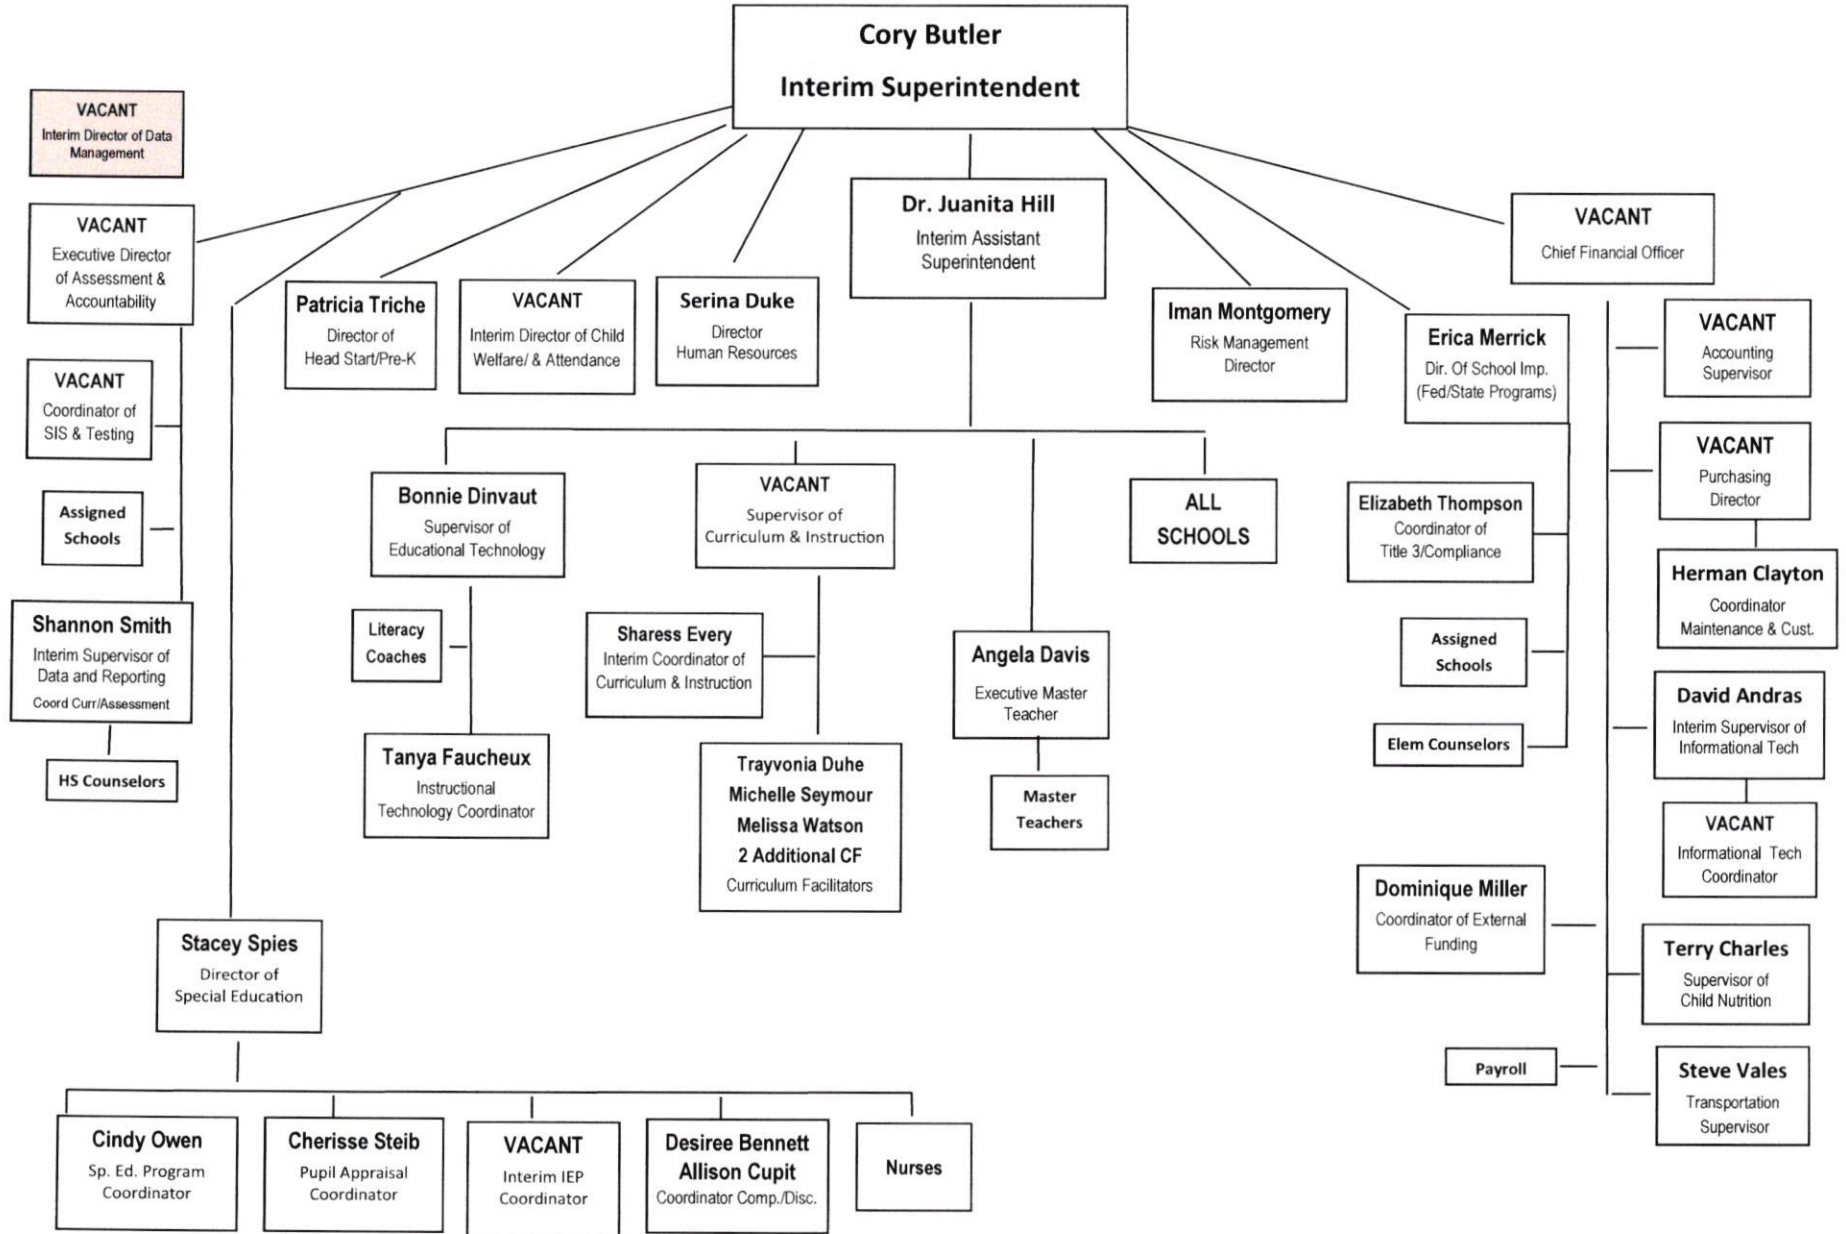 Cory Butler
Interim Superintendent
VACANT
Interim Director of Data
Management
VACANT
Executive Director
of Assessment &
Accountability
VACANT
Coordinator of
SIS & Testing
Assigned
Schools
Shannon Smith
Interim Supervisor of
Data and Reporting
Coord Curr/Assessment
HS Counselors
Patricia Triche
Director of
Head Start/Pre-K
VACANT
Interim Director of Child
Welfare/ & Attendance
Serina Duke
Director
Human Resources
Dr. Juanita Hill
Interim Assistant
Superintendent
Iman Montgomery
Risk Management
Director
Erica Merrick
Dir. Of School Imp.
(Fed/State Programs)
VACANT
Chief Financial Officer
Bonnie Dinvaut
Supervisor of
Educational Technology
Literacy
Coaches
Tanya Faucheux
Instructional
Technology Coordinator
VACANT
Supervisor of
Curriculum & Instruction
Sharess Every
Interim Coordinator of
Curriculum & Instruction
Trayvonia Duhe
Michelle Seymour
Melissa Watson
2 Additional CF
Curriculum Facilitators
Angela Davis
Executive Master
Teacher
Master
Teachers
ALL
SCHOOLS
Elizabeth Thompson
Coordinator of
Title 3/Compliance
Assigned
Schools
Elem Counselors
VACANT
Accounting
Supervisor
VACANT
Purchasing
Director
Herman Clayton
Coordinator
Maintenance & Cust.
David Andras
Interim Supervisor of
Informational Tech
VACANT
Informational Tech
Coordinator
Dominique Miller
Coordinator of External
Funding
Terry Charles
Supervisor of
Child Nutrition
Payroll
Steve Vales
Transportation
Supervisor
Stacey Spies
Director of
Special Education
Cindy Owen
Sp. Ed. Program
Coordinator
Cherisse Steib
Pupil Appraisal
Coordinator
VACANT
Interim IEP
Coordinator
Desiree Bennett
Allison Cupit
Coordinator Comp./Disc.
Nurses